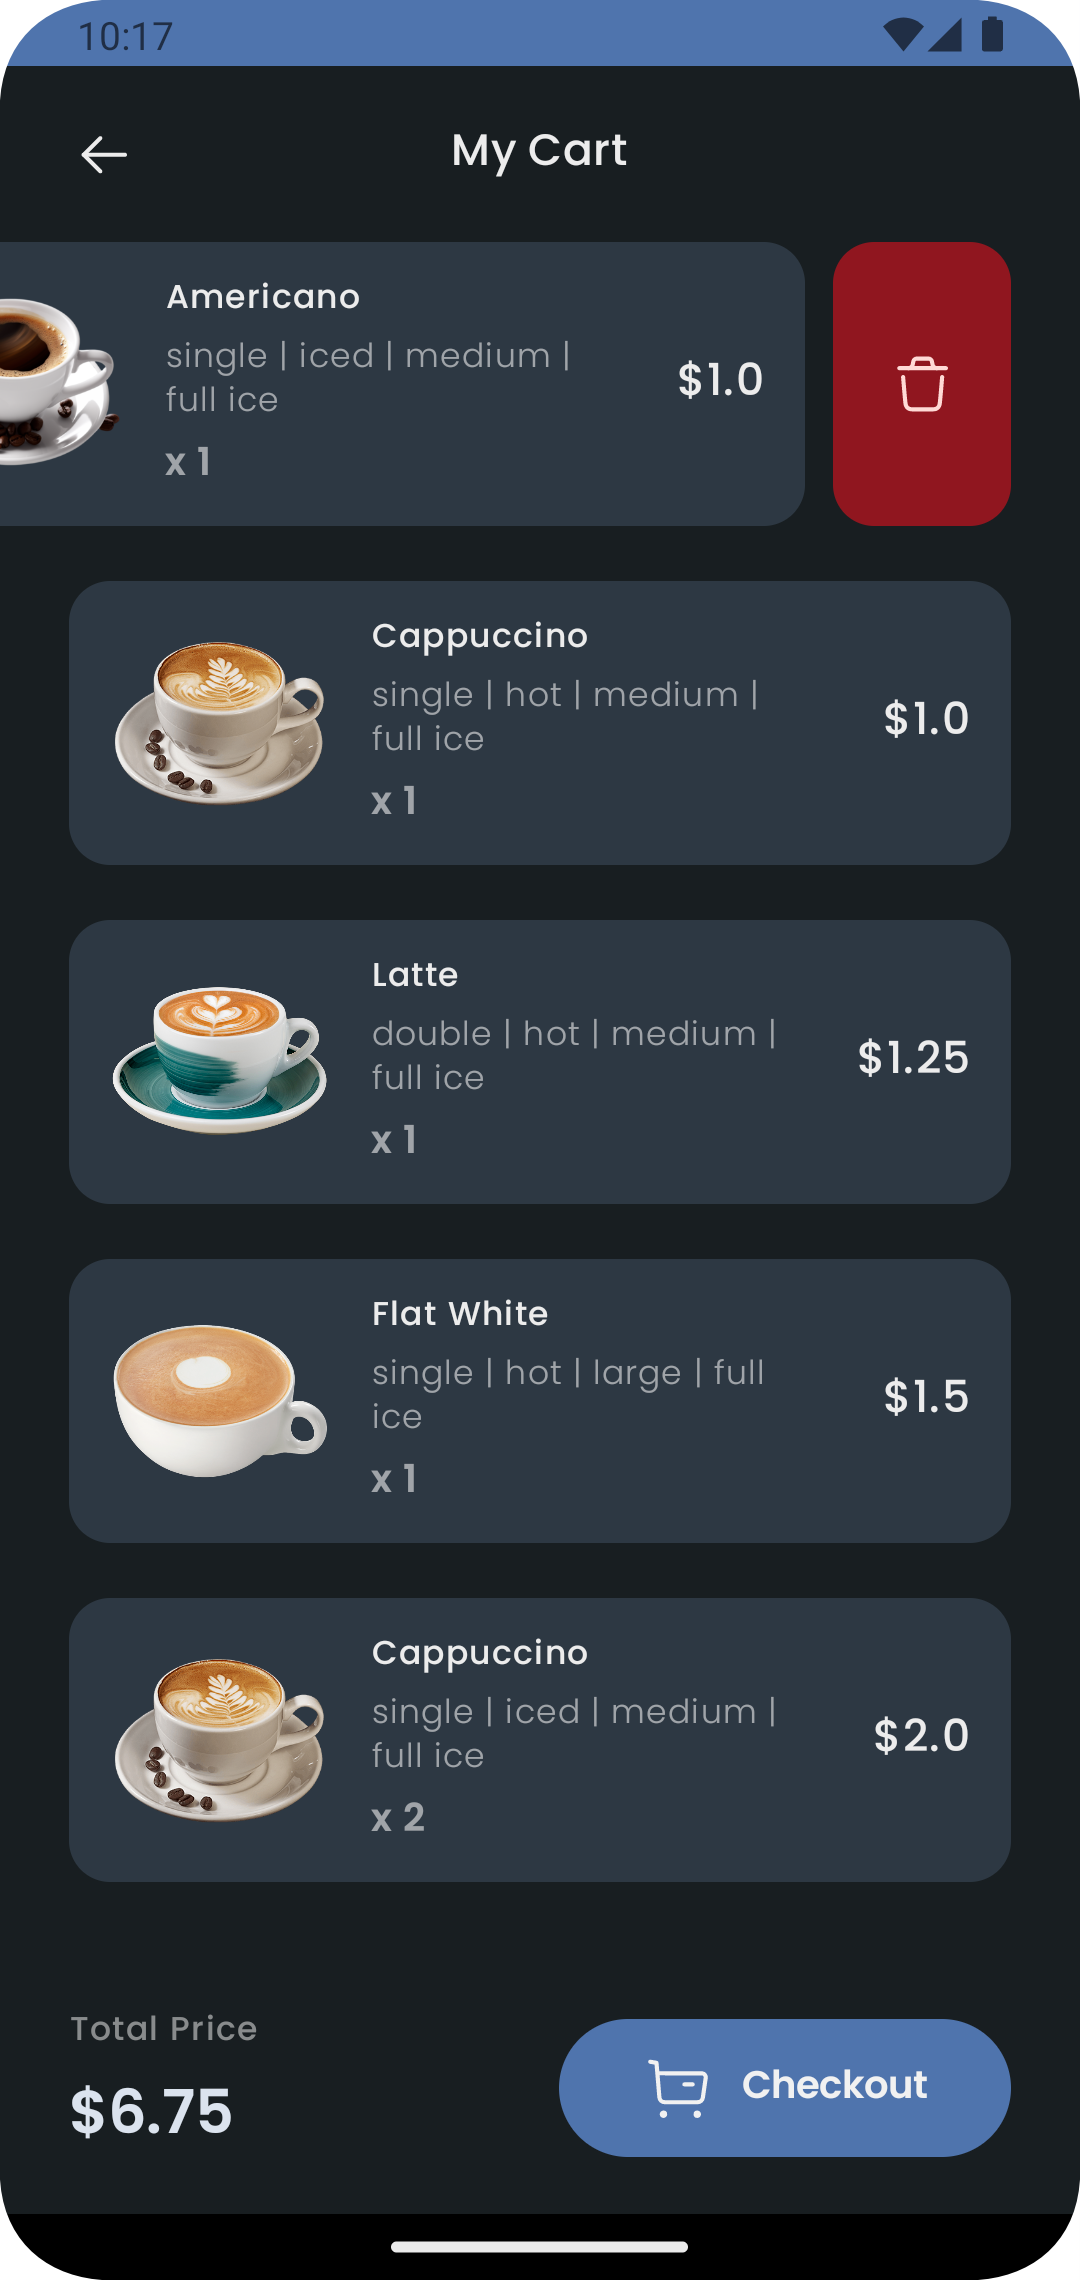 10:17
My Cart
Americano
single | iced | medium |
full ice
x 1
$1.0
Cappuccino
single | hot | medium |
full ice
x 1
$1.0
Latte
double | hot | medium |
full ice
x 1
$1.25
Flat White
single | hot | large | full
ice
x 1
$1.5
Cappuccino
single | iced | medium |
full ice
x 2
$2.0
Total Price
$6.75
Checkout